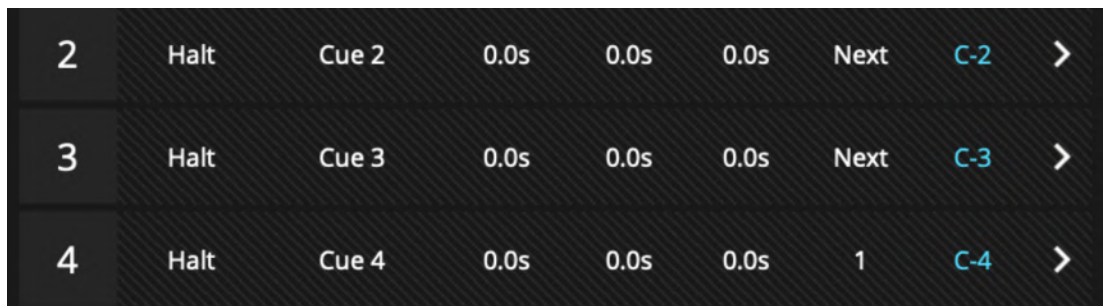 2 Halt Cue 2 0.0s 0.0s 0.0s Next C-2
3 Halt Cue 3 0.0s 0.0s 0.0s Next C-3
4 Halt Cue 4 0.0s 0.0s 0.0s 1 C-4